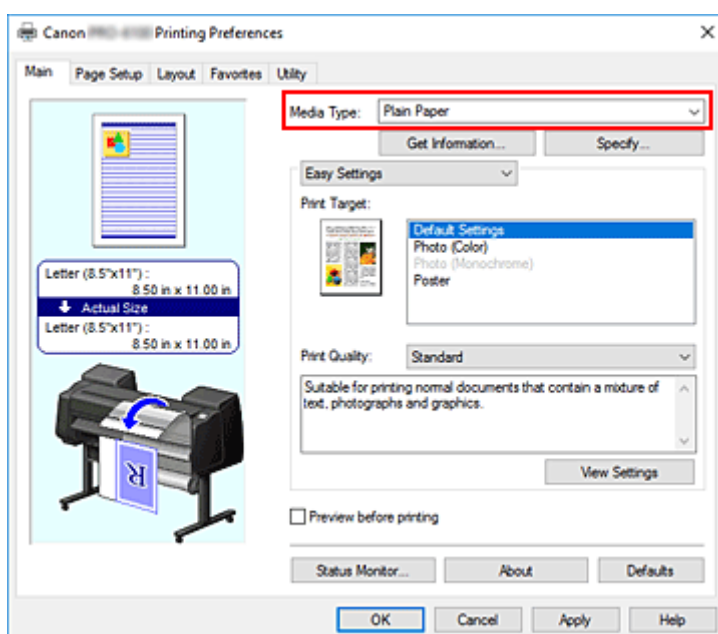 Canon Printing Preferences
Main Page Setup Layout Favorites Utility
Media Type: Plain Paper
Get Information... Specify...
Easy Settings
Print Target:
Default Settings
Photo (Color)
Photo (Monochrome)
Poster
Letter (8.5"x11") :
8.50 in x 11.00 in
Actual Size
Letter (8.5"x11") :
8.50 in x 11.00 in
Print Quality: Standard
Suitable for printing normal documents that contain a mixture of
text, photographs and graphics.
R
View Settings
Preview before printing
Status Monitor... About Defaults
OK Cancel Apply Help